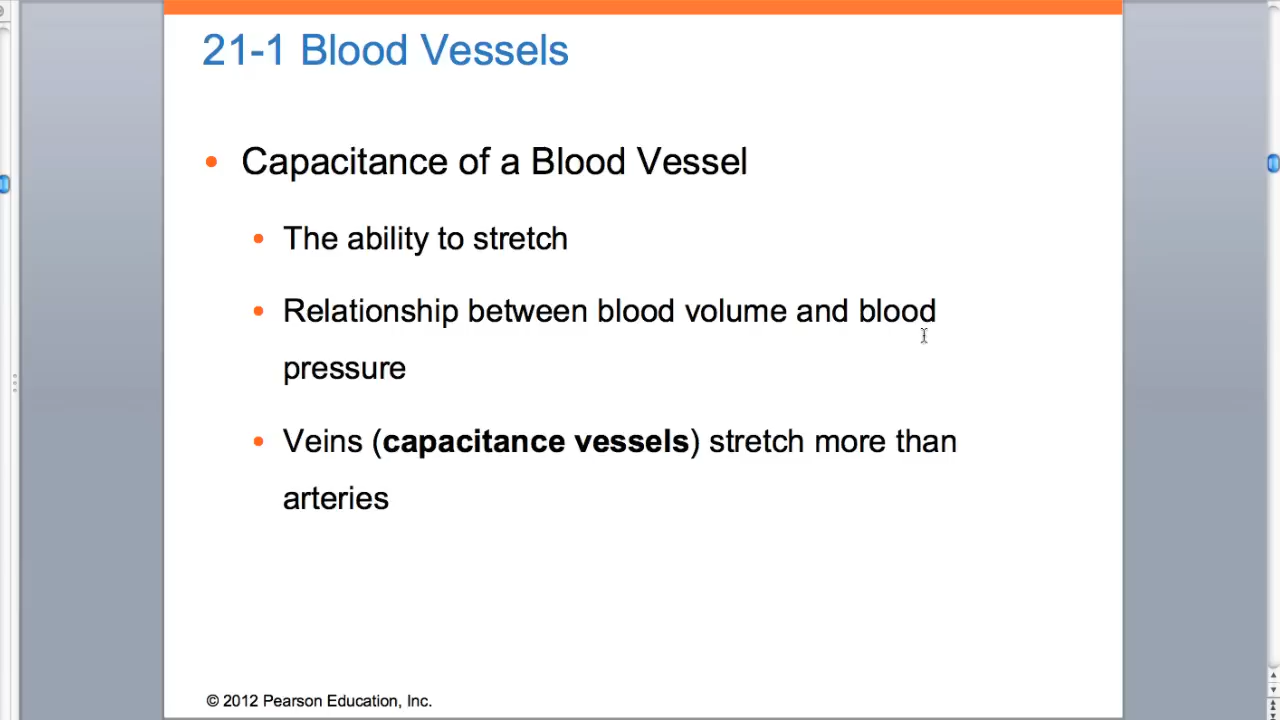 21-1 Blood Vessels
• Capacitance of a Blood Vessel
• The ability to stretch
• Relationship between blood volume and blood
pressure
• Veins (capacitance vessels) stretch more than
arteries
© 2012 Pearson Education, Inc.